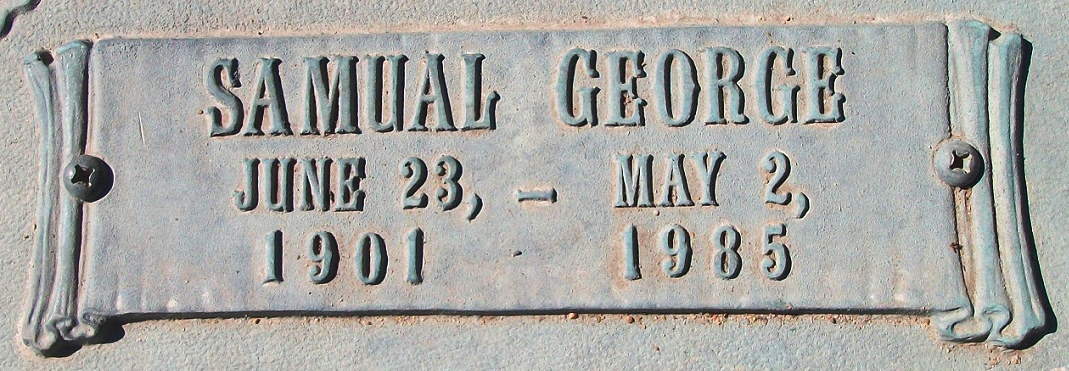 SAMUAL GEORGE
JUNE 23, - MAY 2,
1901 1985